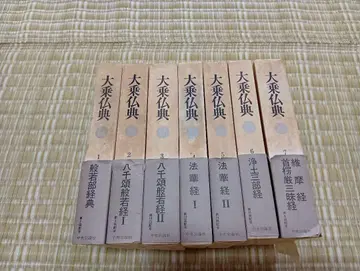 大乗仏典
1
般若部経典
大乗仏典
2
八千頌般若経I
大乗仏典
3
八千頌般若経II
大乗仏典
法華経 I
大乗仏典
法華経 II
大乗仏典
6
浄土三部経
大乗仏典
7
維摩経
首楞厳三昧経